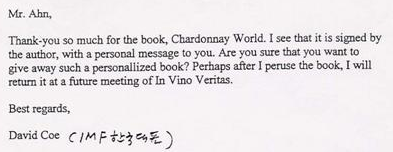 Mr. Ahn,
Thank-you so much for the book, Chardonnay World. I see that it is signed by
the author, with a personal message to you. Are you sure that you want to
give away such a personallized book? Perhaps after I peruse the book, I will
return it at a future meeting of In Vino Veritas.
Best regards,
David Coe (IMF 한국대표)